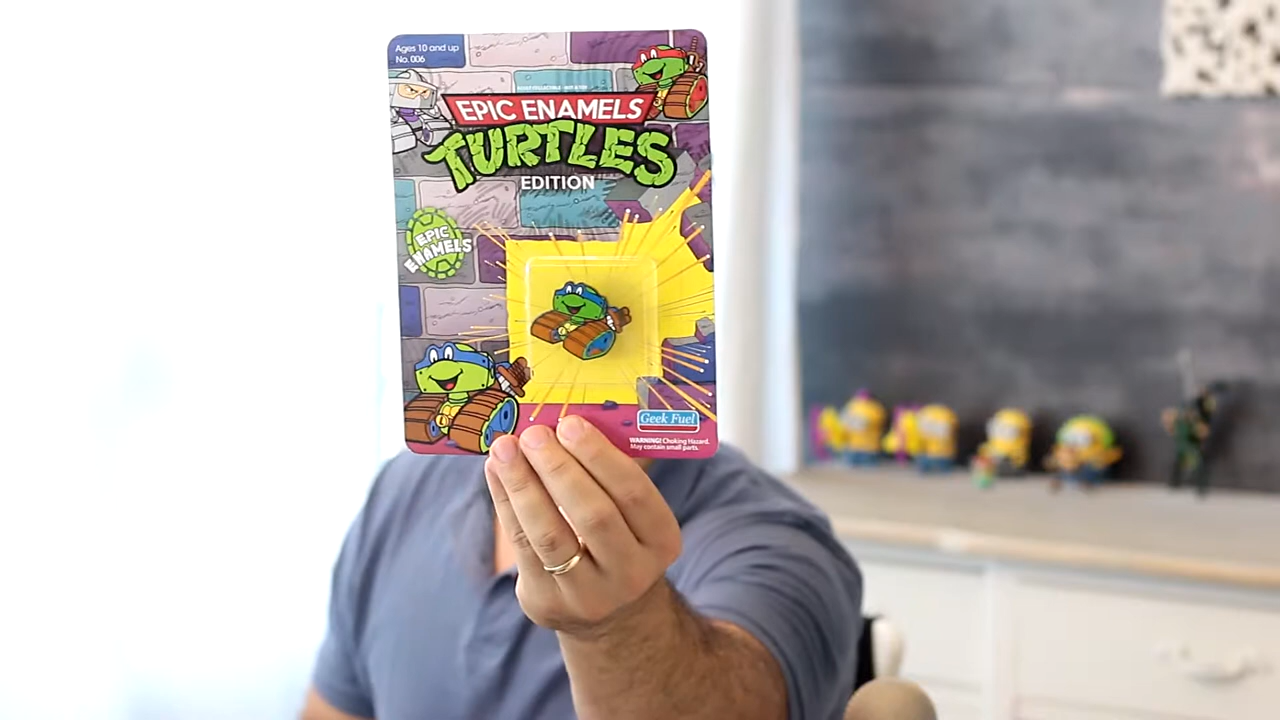 Ages 10 and up
No. 006
EPIC ENAMELS
TURTLES
EDITION
EPIC
ENAMELS
Geek Fuel
WARNING! Choking Hazard.
May contain small parts.